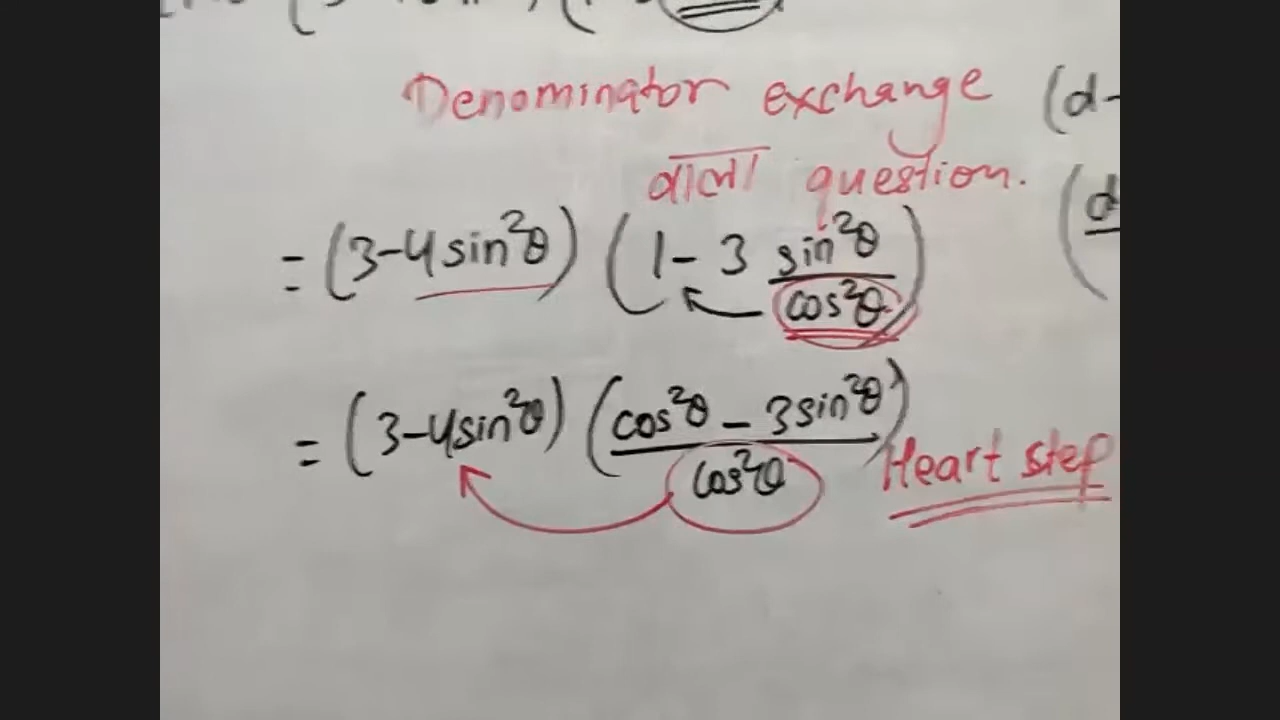 Denominator exchange (d-
वाला question.
= (3-4sin²θ) (1 - 3 sin²θ/cos²θ) (d
= (3-4sin²θ) (cos²θ - 3sin²θ/cos²θ) Heart step